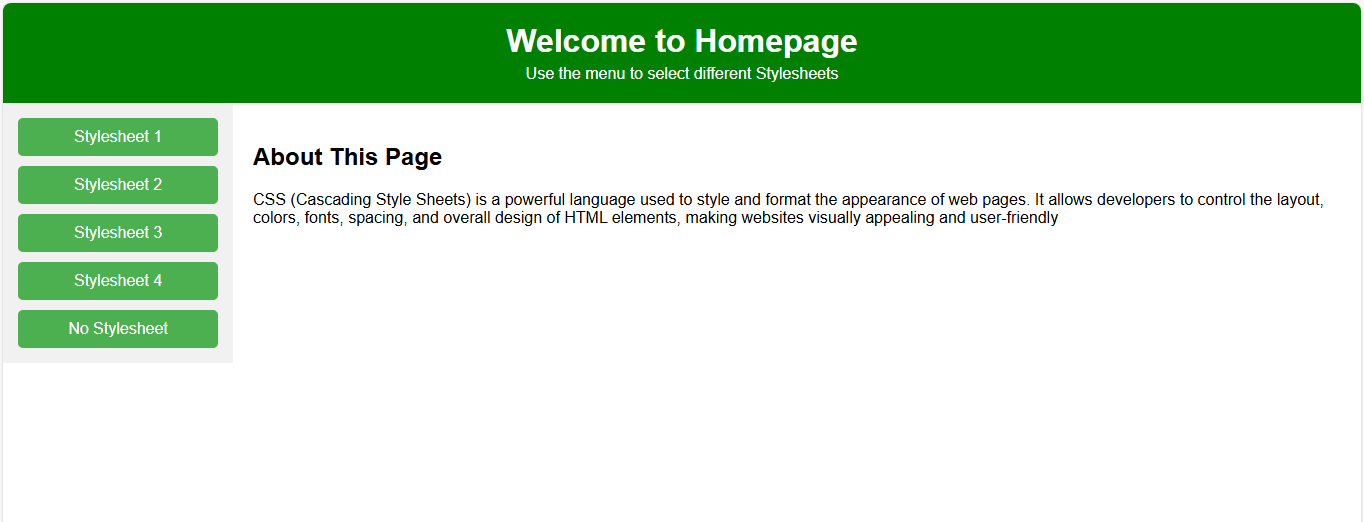 Welcome to Homepage
Use the menu to select different Stylesheets
Stylesheet 1
Stylesheet 2
Stylesheet 3
Stylesheet 4
No Stylesheet
About This Page
CSS (Cascading Style Sheets) is a powerful language used to style and format the appearance of web pages. It allows developers to control the layout,
colors, fonts, spacing, and overall design of HTML elements, making websites visually appealing and user-friendly